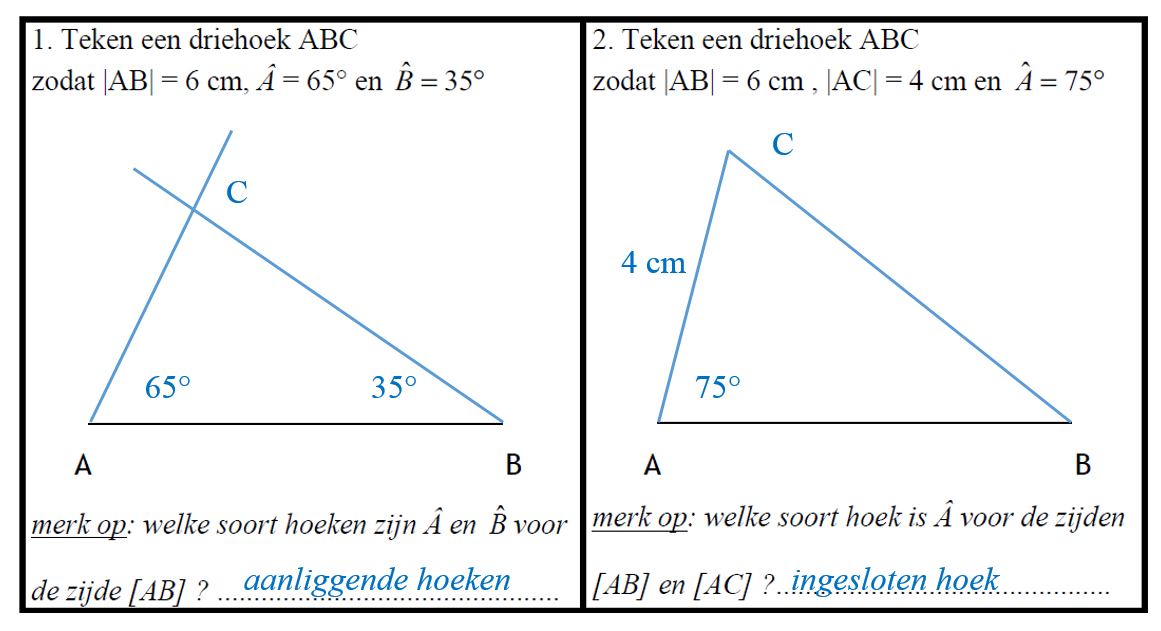 1. Teken een driehoek ABC
zodat |AB| = 6 cm, Â = 65° en B̂ = 35°
C
65°
35°
A
B
merk op: welke soort hoeken zijn Â en B̂ voor
de zijde [AB] ? ...aanliggende hoeken......
2. Teken een driehoek ABC
zodat |AB| = 6 cm , |AC| = 4 cm en Â = 75°
C
4 cm
75°
A
B
merk op: welke soort hoek is Â voor de zijden
[AB] en [AC] ?..ingesloten hoek..............